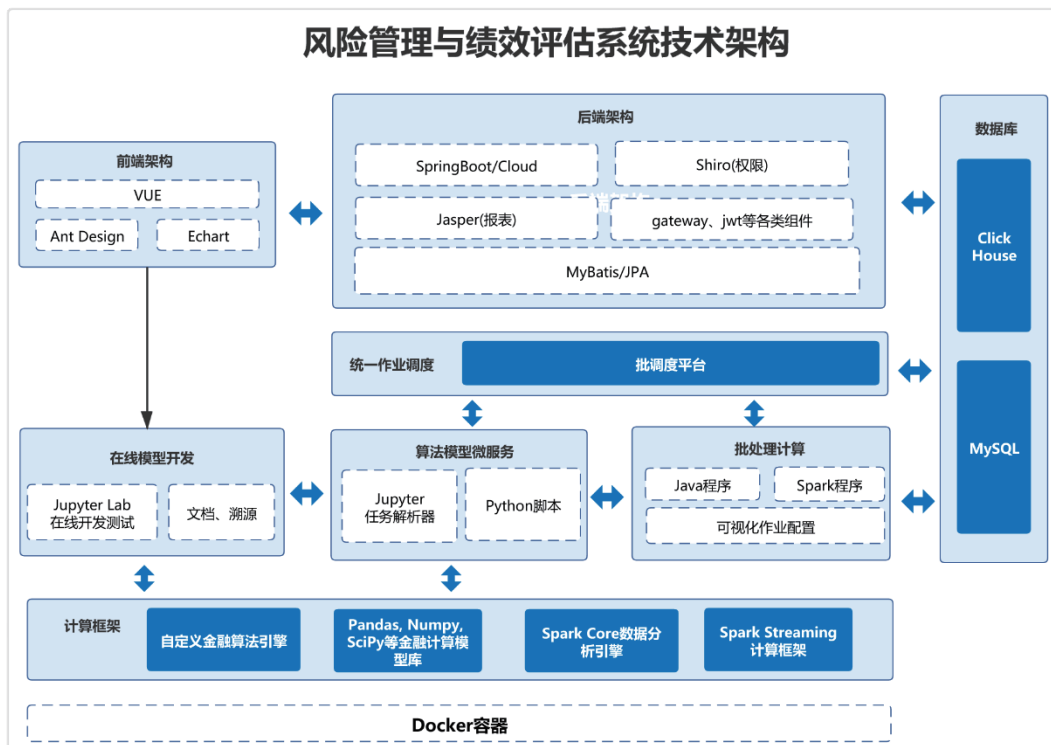 风险管理与绩效评估系统技术架构
前端架构
VUE
Ant Design
Echart
后端架构
SpringBoot/Cloud
Shiro(权限)
Jasper(报表)
gateway、jwt等各类组件
MyBatis/JPA
数据库
Click
House
MySQL
统一作业调度
批调度平台
在线模型开发
Jupyter Lab
在线开发测试
文档、溯源
算法模型微服务
Jupyter
任务解析器
Python脚本
批处理计算
Java程序
Spark程序
可视化作业配置
计算框架
自定义金融算法引擎
Pandas, Numpy,
SciPy等金融计算模
型库
Spark Core数据分
析引擎
Spark Streaming
计算框架
Docker容器